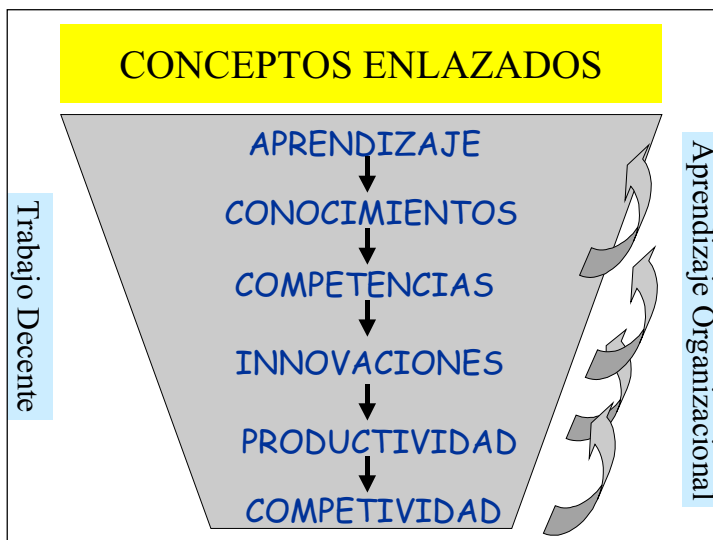 CONCEPTOS ENLAZADOS
APRENDIZAJE
CONOCIMIENTOS
COMPETENCIAS
INNOVACIONES
PRODUCTIVIDAD
COMPETIVIDAD
Trabajo Decente
Aprendizaje Organizacional